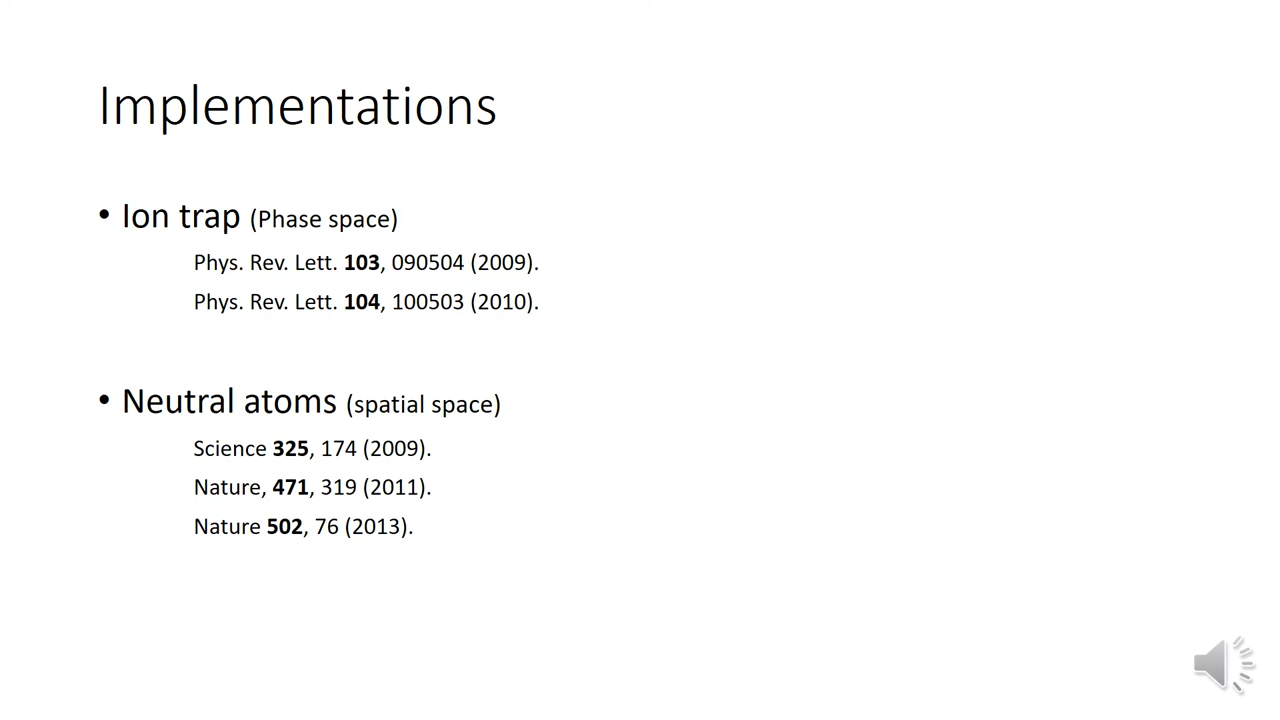 Implementations
• Ion trap (Phase space)
Phys. Rev. Lett. 103, 090504 (2009).
Phys. Rev. Lett. 104, 100503 (2010).
• Neutral atoms (spatial space)
Science 325, 174 (2009).
Nature, 471, 319 (2011).
Nature 502, 76 (2013).